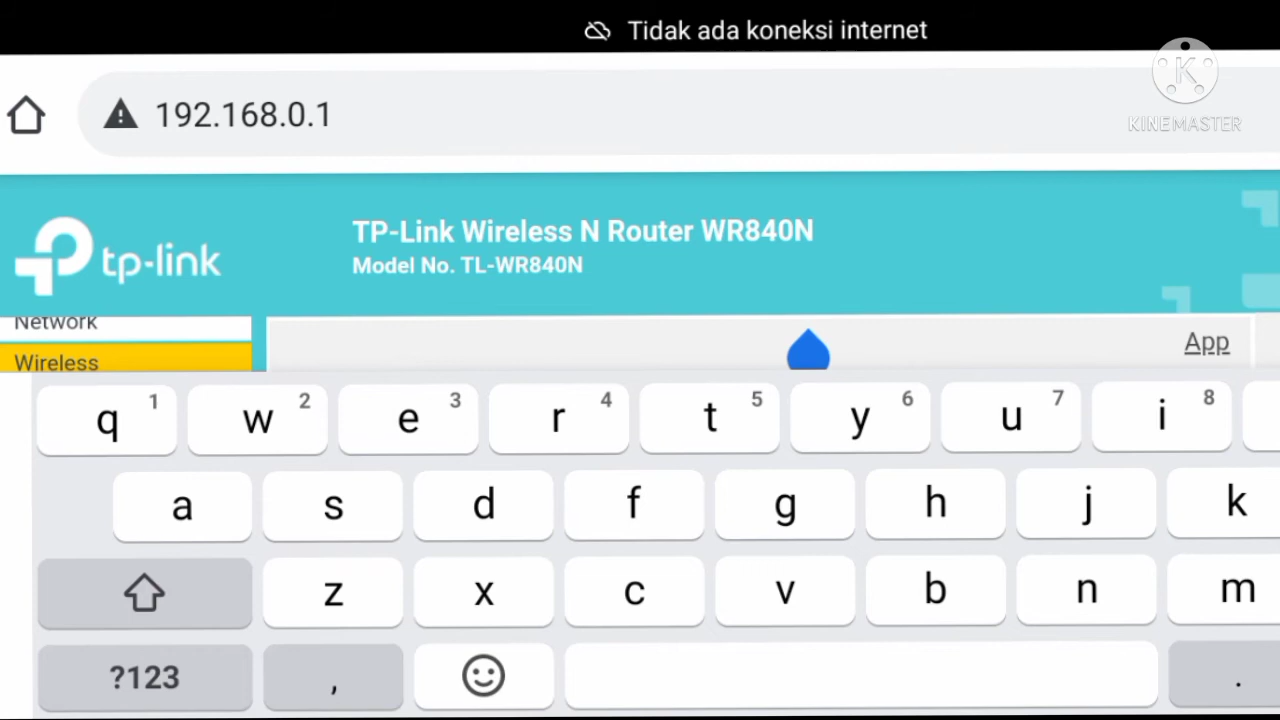 Tidak ada koneksi internet
192.168.0.1
K
KINEMASTER
TP-Link Wireless N Router WR840N
Model No. TL-WR840N
tp-link
Network
Wireless
App
q 1 w 2 e 3 r 4 t 5 y 6 u 7 i 8
a s d f g h j k
z x c v b n m
?123 , .